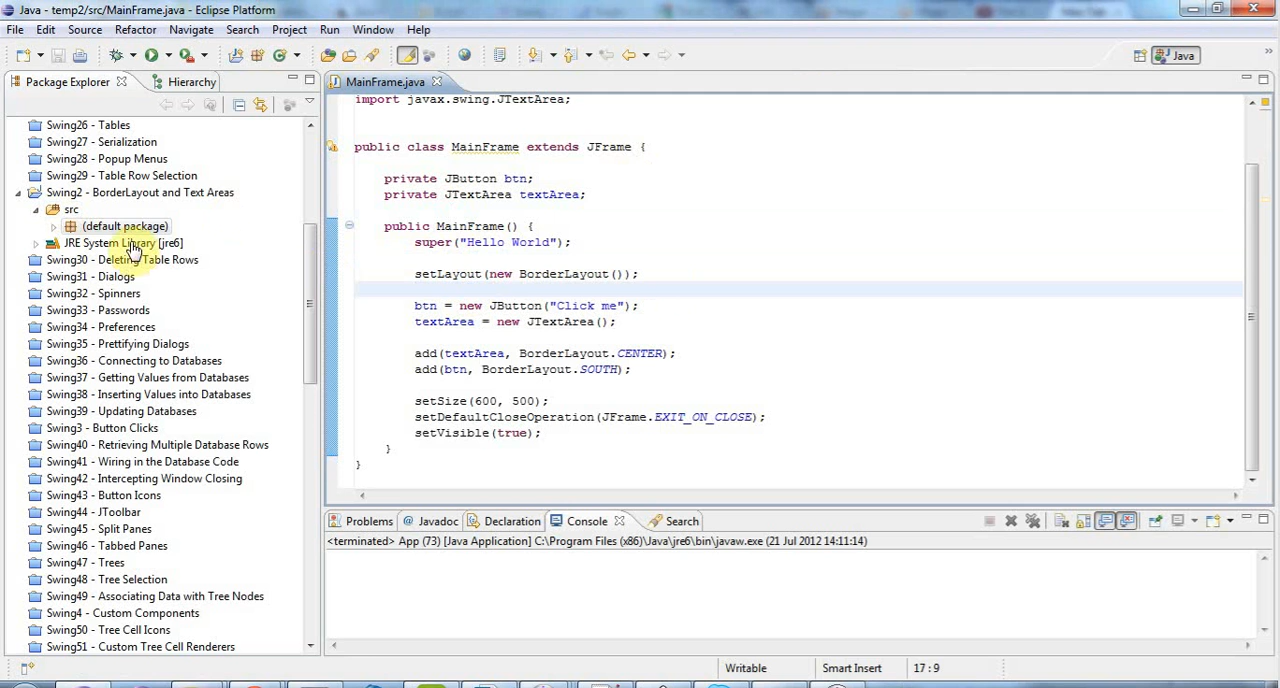 Java - temp2/src/MainFrame.java - Eclipse Platform
File Edit Source Refactor Navigate Search Project Run Window Help
Java
Package Explorer
Hierarchy
MainFrame.java
Swing26 - Tables
Swing27 - Serialization
Swing28 - Popup Menus
Swing29 - Table Row Selection
Swing2 - BorderLayout and Text Areas
src
(default package)
JRE System Library [jre6]
Swing30 - Deleting Table Rows
Swing31 - Dialogs
Swing32 - Spinners
Swing33 - Passwords
Swing34 - Preferences
Swing35 - Prettifying Dialogs
Swing36 - Connecting to Databases
Swing37 - Getting Values from Databases
Swing38 - Inserting Values into Databases
Swing39 - Updating Databases
Swing3 - Button Clicks
Swing40 - Retrieving Multiple Database Rows
Swing41 - Wiring in the Database Code
Swing42 - Intercepting Window Closing
Swing43 - Button Icons
Swing44 - JToolbar
Swing45 - Split Panes
Swing46 - Tabbed Panes
Swing47 - Trees
Swing48 - Tree Selection
Swing49 - Associating Data with Tree Nodes
Swing4 - Custom Components
Swing50 - Tree Cell Icons
Swing51 - Custom Tree Cell Renderers
import javax.swing.JTextArea;
public class MainFrame extends JFrame {
private JButton btn;
private JTextArea textArea;
public MainFrame() {
super("Hello World");
setLayout(new BorderLayout());
btn = new JButton("Click me");
textArea = new JTextArea();
add(textArea, BorderLayout.CENTER);
add(btn, BorderLayout.SOUTH);
setSize(600, 500);
setDefaultCloseOperation(JFrame.EXIT_ON_CLOSE);
setVisible(true);
}
}
Problems @ Javadoc Declaration Console Search
<terminated> App (73) [Java Application] C:\Program Files (x86)\Java\jre6\bin\javaw.exe (21 Jul 2012 14:11:14)
Writable Smart Insert 17 : 9